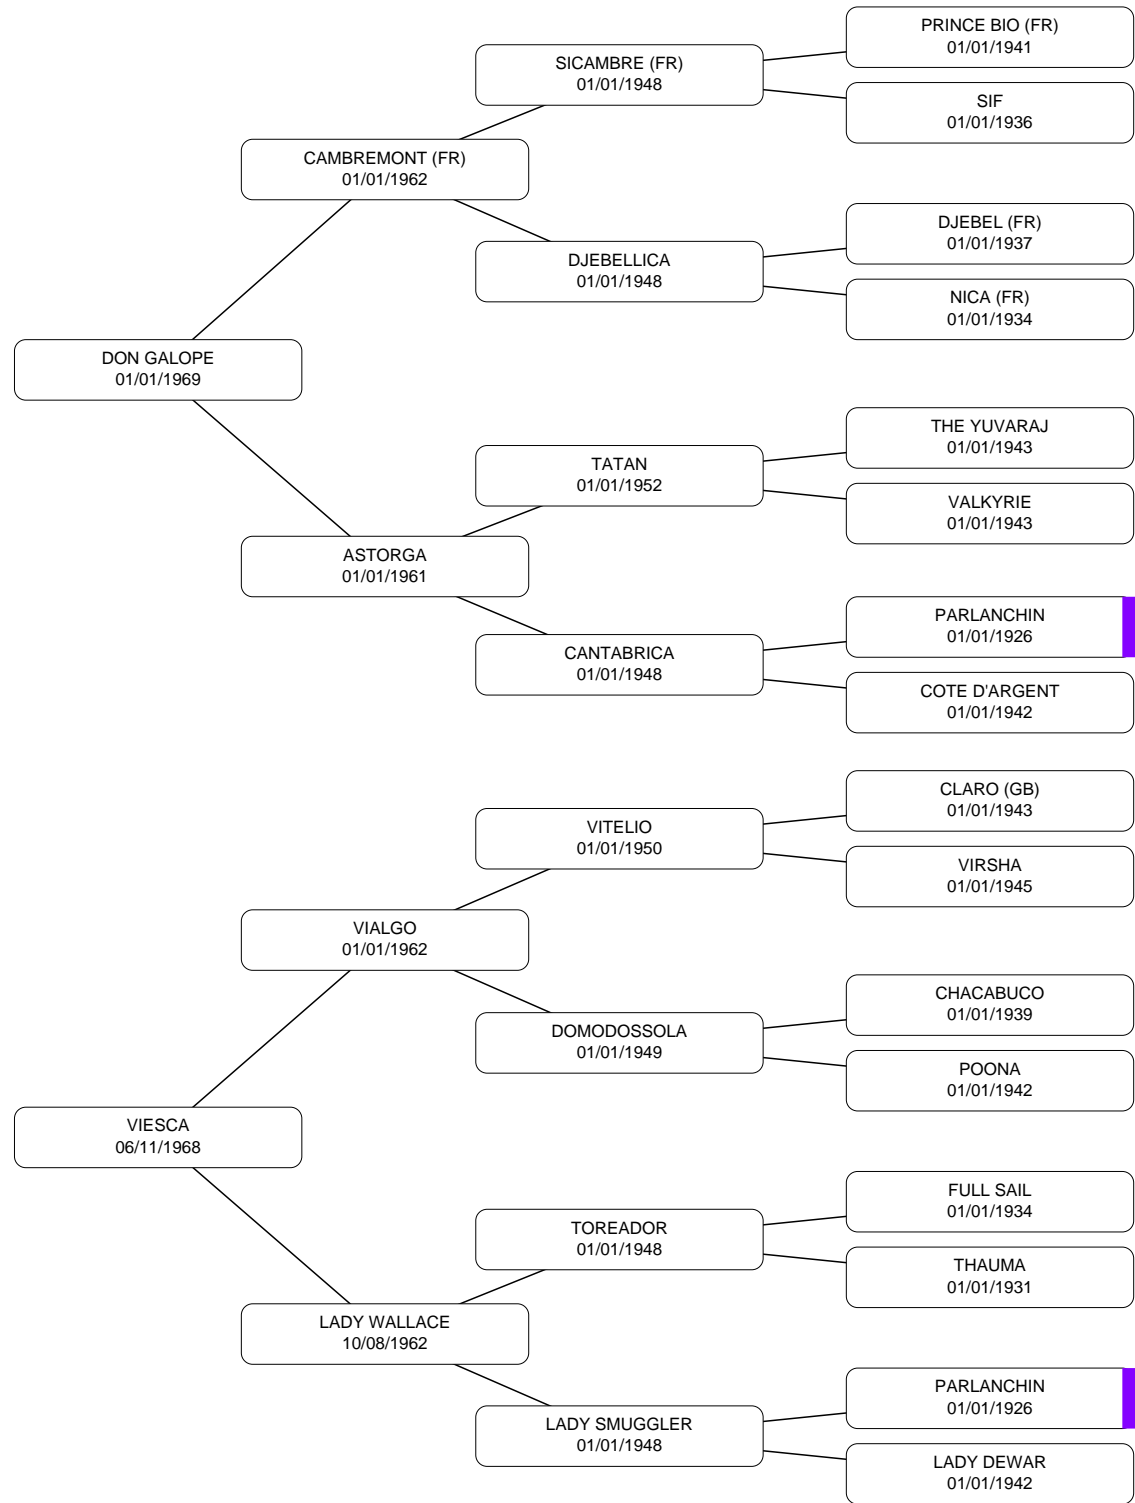 PRINCE BIO (FR)
01/01/1941
SICAMBRE (FR)
01/01/1948
SIF
01/01/1936
CAMBREMONT (FR)
01/01/1962
DJEBEL (FR)
01/01/1937
DJEBELLICA
01/01/1948
NICA (FR)
01/01/1934
DON GALOPE
01/01/1969
THE YUVARAJ
01/01/1943
TATAN
01/01/1952
VALKYRIE
01/01/1943
ASTORGA
01/01/1961
PARLANCHIN
01/01/1926
CANTABRICA
01/01/1948
COTE D'ARGENT
01/01/1942
CLARO (GB)
01/01/1943
VITELIO
01/01/1950
VIRSHA
01/01/1945
VIALGO
01/01/1962
CHACABUCO
01/01/1939
DOMODOSSOLA
01/01/1949
POONA
01/01/1942
VIESCA
06/11/1968
FULL SAIL
01/01/1934
TOREADOR
01/01/1948
THAUMA
01/01/1931
LADY WALLACE
10/08/1962
PARLANCHIN
01/01/1926
LADY SMUGGLER
01/01/1948
LADY DEWAR
01/01/1942